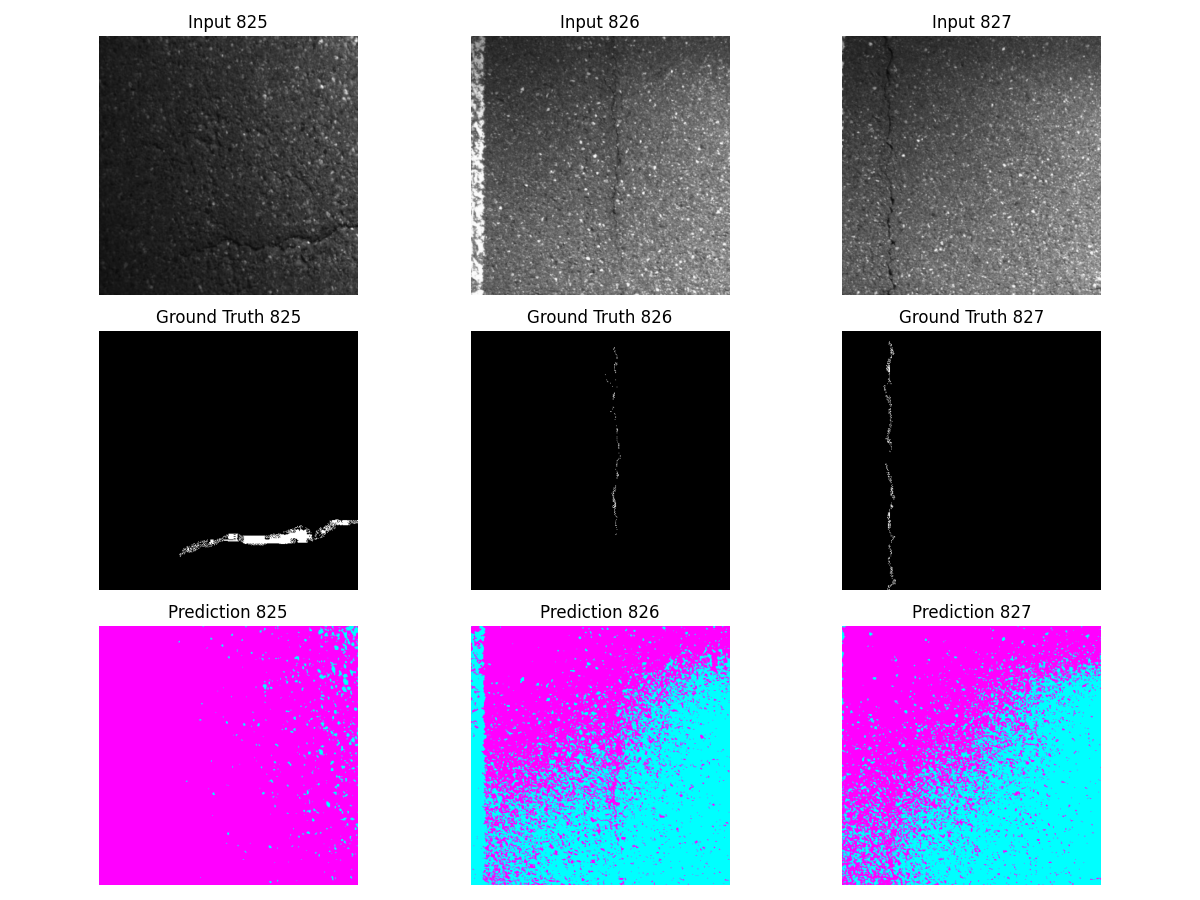 Input 825
Input 826
Input 827
Ground Truth 825
Ground Truth 826
Ground Truth 827
Prediction 825
Prediction 826
Prediction 827